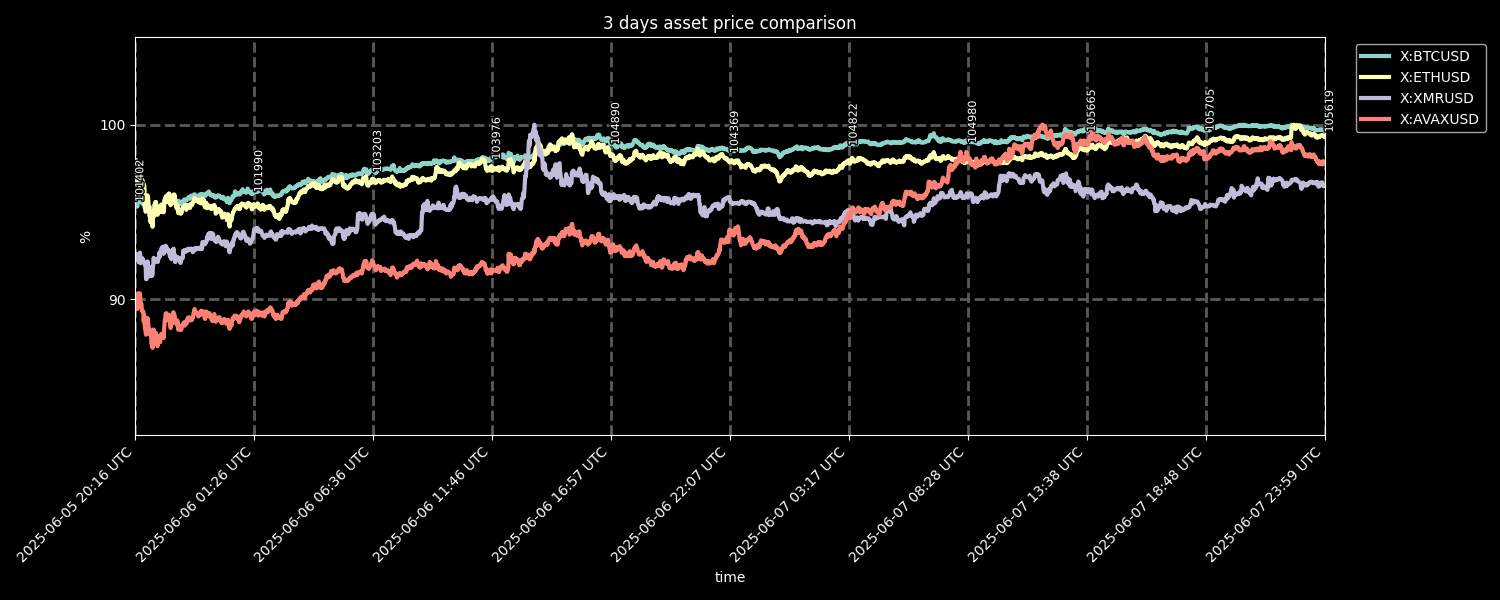 3 days asset price comparison
X:BTCUSD
X:ETHUSD
X:XMRUSD
X:AVAXUSD
100
90
%
101990
103203
103976
104890
104369
104822
104980
105665
105705
105619
2025-06-05 20:16 UTC
2025-06-06 01:26 UTC
2025-06-06 06:36 UTC
2025-06-06 11:46 UTC
2025-06-06 16:57 UTC
2025-06-06 22:07 UTC
2025-06-07 03:17 UTC
2025-06-07 08:28 UTC
2025-06-07 13:38 UTC
2025-06-07 18:48 UTC
2025-06-07 23:59 UTC
time